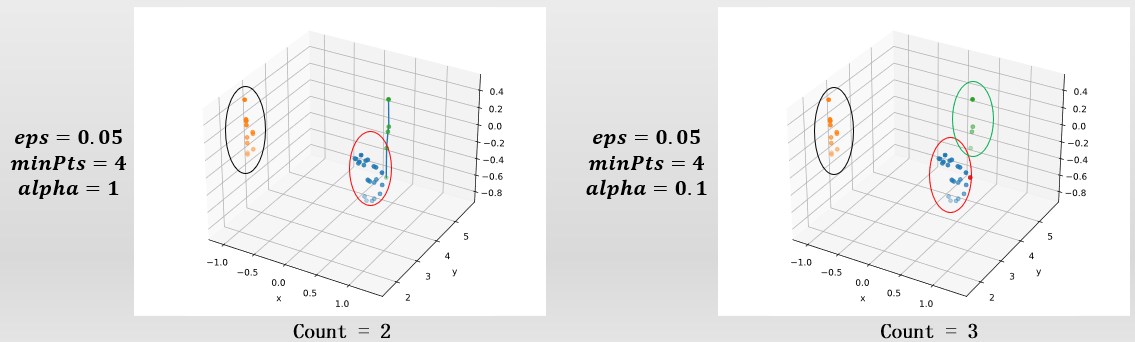 eps = 0.05
minPts = 4
alpha = 1
0.4
0.2
0.0
−0.2
−0.4
−0.6
−0.8
5
4
3
2
y
−1.0
−0.5
0.0
0.5
1.0
x
Count = 2
eps = 0.05
minPts = 4
alpha = 0.1
0.4
0.2
0.0
−0.2
−0.4
−0.6
−0.8
5
4
3
2
y
−1.0
−0.5
0.0
0.5
1.0
x
Count = 3